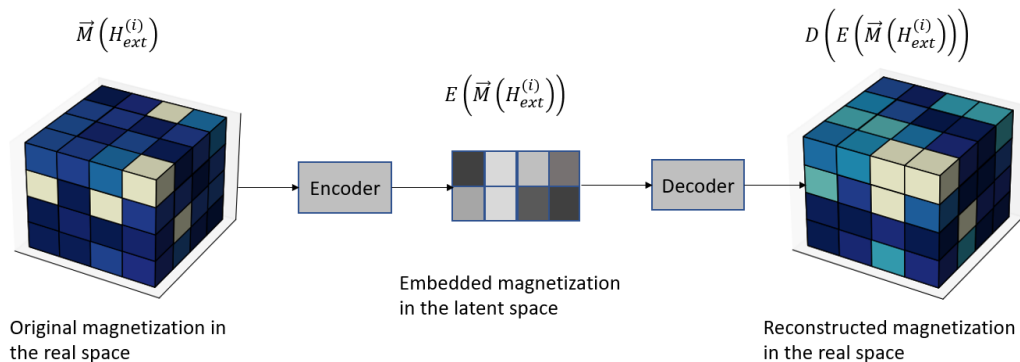 M⃗ (H_ext^(i))
D (E (M⃗ (H_ext^(i))))
E (M⃗ (H_ext^(i)))
Encoder
Decoder
Embedded magnetization
in the latent space
Original magnetization in
the real space
Reconstructed magnetization
in the real space